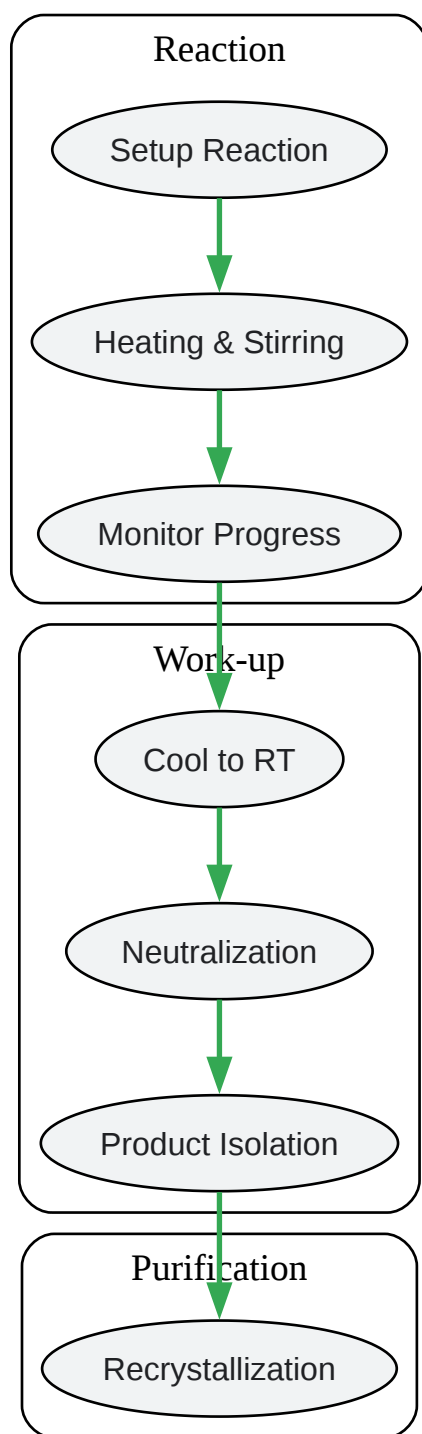 Reaction
Setup Reaction
Heating & Stirring
Monitor Progress
Work-up
Cool to RT
Neutralization
Product Isolation
Purification
Recrystallization